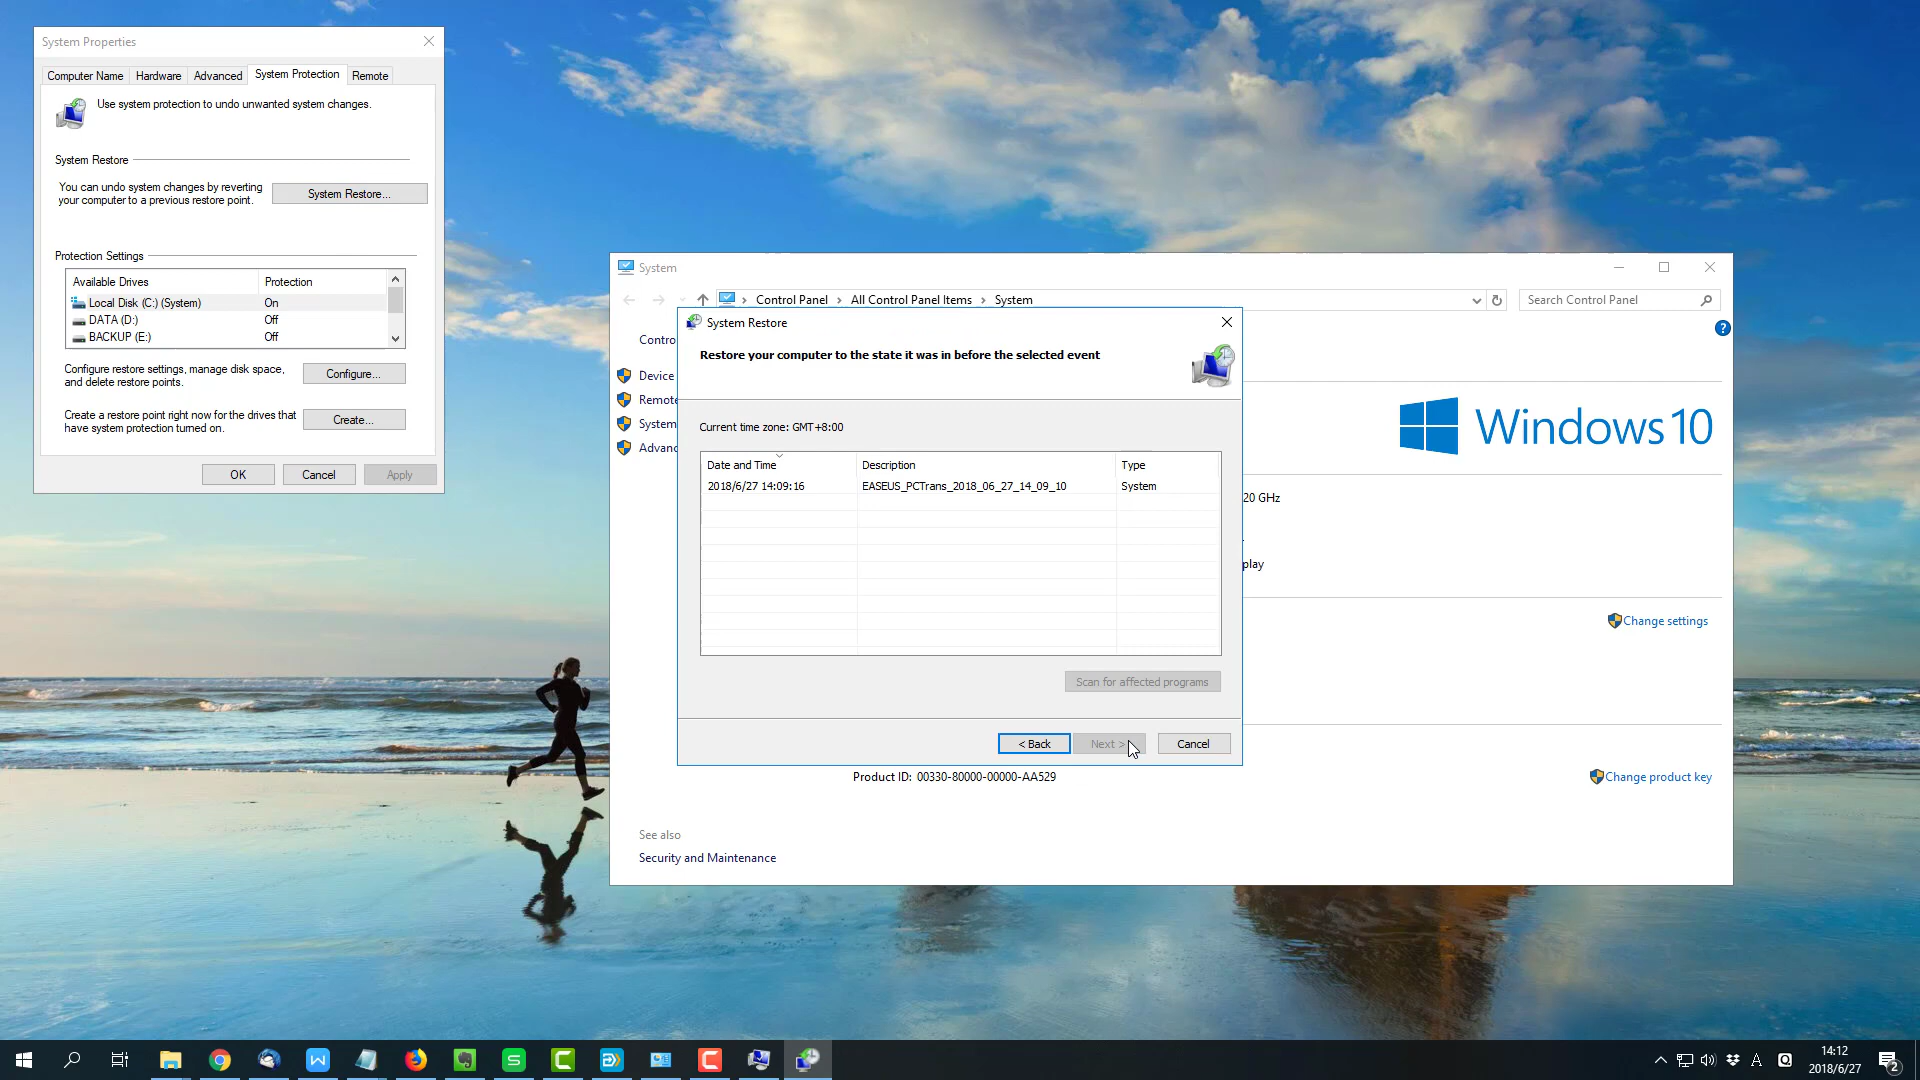 System Properties
Computer Name
Hardware
Advanced
System Protection
Remote
Use system protection to undo unwanted system changes.
System Restore
You can undo system changes by reverting
your computer to a previous restore point.
System Restore...
Protection Settings
Available Drives
Protection
Local Disk (C:) (System)
On
DATA (D:)
Off
BACKUP (E:)
Off
Configure restore settings, manage disk space,
and delete restore points.
Configure...
Create a restore point right now for the drives that
have system protection turned on.
Create...
OK
Cancel
Apply
System
Control Panel
All Control Panel Items
System
Search Control Panel
Contro
Device
Remote
System
Advanc
System Restore
Restore your computer to the state it was in before the selected event
Current time zone: GMT+8:00
Date and Time
Description
Type
2018/6/27 14:09:16
EASEUS_PCTrans_2018_06_27_14_09_10
System
Scan for affected programs
< Back
Next >
Cancel
Windows 10
20 GHz
play
Change settings
Product ID: 00330-80000-00000-AA529
Change product key
See also
Security and Maintenance
A
14:12
2018/6/27
2